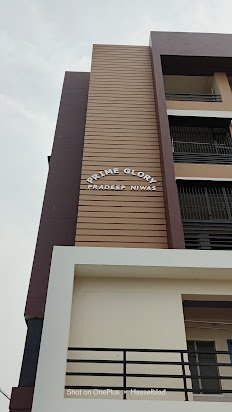 PRIME GLORY
PRADEEP NIWAS
Shot on OnePlus × Hasselblad